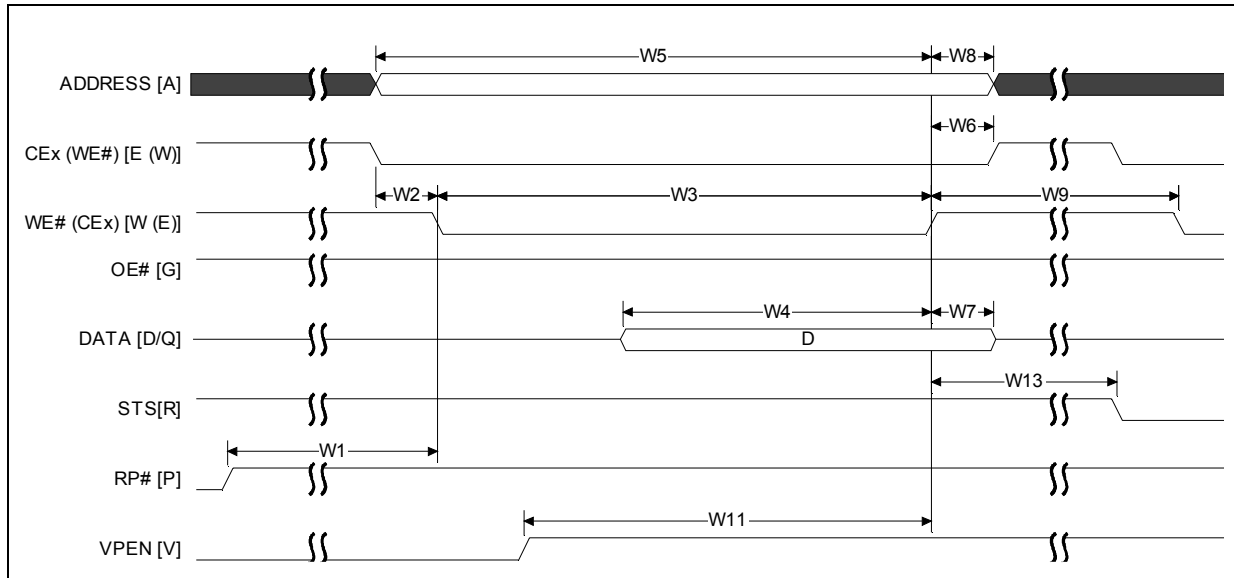 W5
W8
ADDRESS [A]
W6
CEx (WE#) [E (W)]
W2
W3
W9
WE# (CEx) [W (E)]
OE# [G]
W4
W7
DATA [D/Q]
D
W13
STS[R]
W1
RP# [P]
W11
VPEN [V]